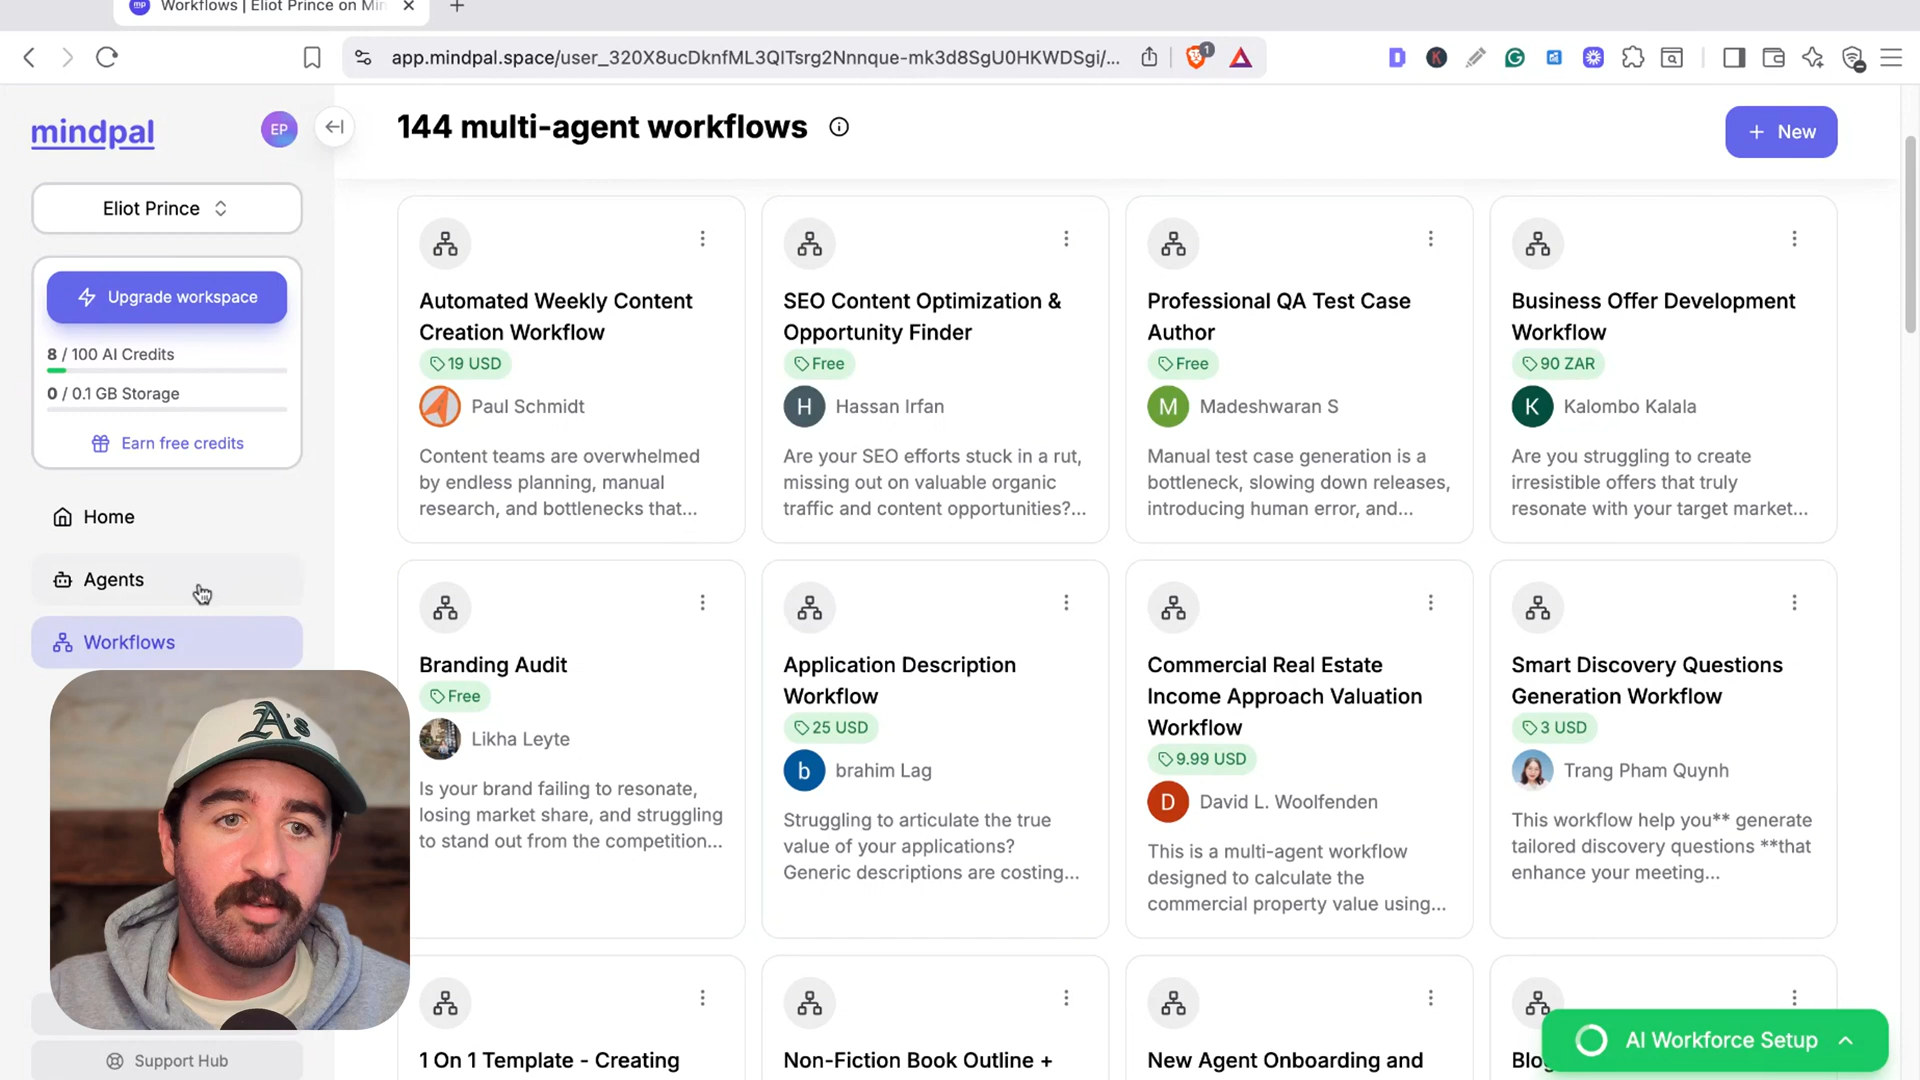 Workflows | Eliot Prince on Min
app.mindpal.space/user_320X8ucDknfML3QITsrg2Nnnque-mk3d8SgU0HKWDSgi/...
1
mindpal
EP
Eliot Prince
Upgrade workspace
8 / 100 AI Credits
0 / 0.1 GB Storage
Earn free credits
Home
Agents
Workflows
Support Hub
144 multi-agent workflows
+ New
Automated Weekly Content
Creation Workflow
19 USD
Paul Schmidt
Content teams are overwhelmed
by endless planning, manual
research, and bottlenecks that...
SEO Content Optimization &
Opportunity Finder
Free
H
Hassan Irfan
Are your SEO efforts stuck in a rut,
missing out on valuable organic
traffic and content opportunities?...
Professional QA Test Case
Author
Free
M
Madeshwaran S
Manual test case generation is a
bottleneck, slowing down releases,
introducing human error, and...
Business Offer Development
Workflow
90 ZAR
K
Kalombo Kalala
Are you struggling to create
irresistible offers that truly
resonate with your target market...
Branding Audit
Free
Likha Leyte
Is your brand failing to resonate,
losing market share, and struggling
to stand out from the competition...
Application Description
Workflow
25 USD
b
brahim Lag
Struggling to articulate the true
value of your applications?
Generic descriptions are costing...
Commercial Real Estate
Income Approach Valuation
Workflow
9.99 USD
D
David L. Woolfenden
This is a multi-agent workflow
designed to calculate the
commercial property value using...
Smart Discovery Questions
Generation Workflow
3 USD
Trang Pham Quynh
This workflow help you** generate
tailored discovery questions **that
enhance your meeting...
1 On 1 Template - Creating
Non-Fiction Book Outline +
New Agent Onboarding and
AI Workforce Setup
A's